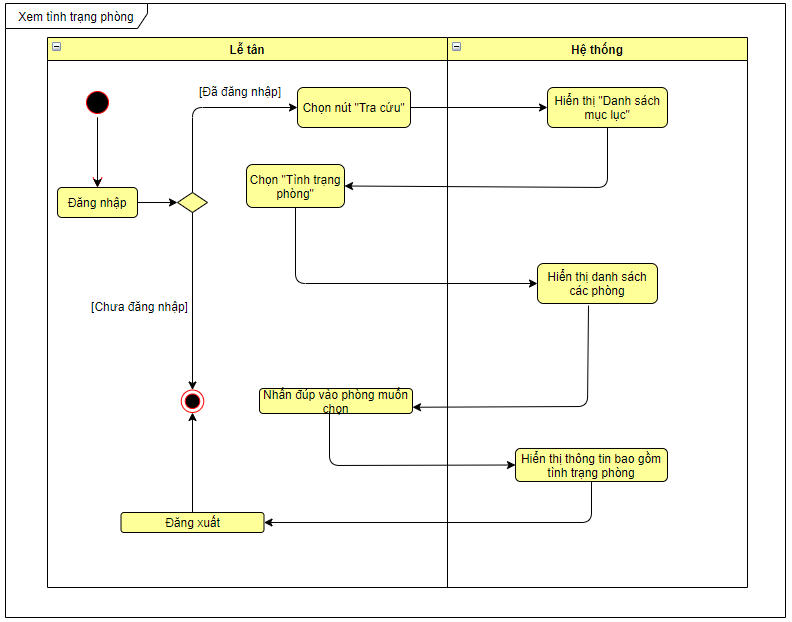 Xem tình trạng phòng
Lễ tân
Hệ thống
[Đã đăng nhập]
Chọn nút "Tra cứu"
Hiển thị "Danh sách
mục lục"
Chọn "Tình trạng
phòng"
Đăng nhập
Hiển thị danh sách
các phòng
[Chưa đăng nhập]
Nhấn đúp vào phòng muốn
chọn
Hiển thị thông tin bao gồm
tình trạng phòng
Đăng xuất